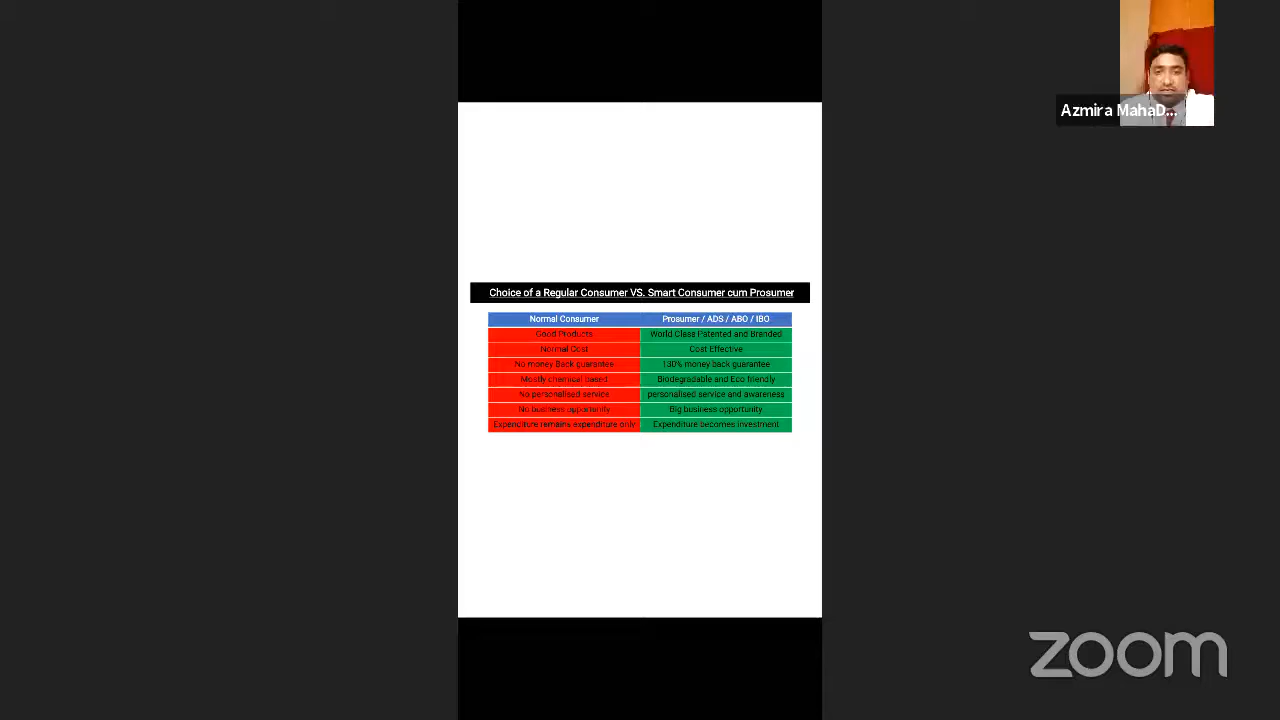 Azmira MahaD...
Choice of a Regular Consumer VS. Smart Consumer cum Prosumer
Normal Consumer Prosumer / ADS / ABO / IBO
Good Products World Class Patented and Branded
Normal Cost Cost Effective
No money Back guarantee 130% money back guarantee
Mostly chemical based Biodegradable and Eco friendly
No personalised service personalised service and awareness
No business opportunity Big business opportunity
Expenditure remains expenditure only Expenditure becomes investment
zoom